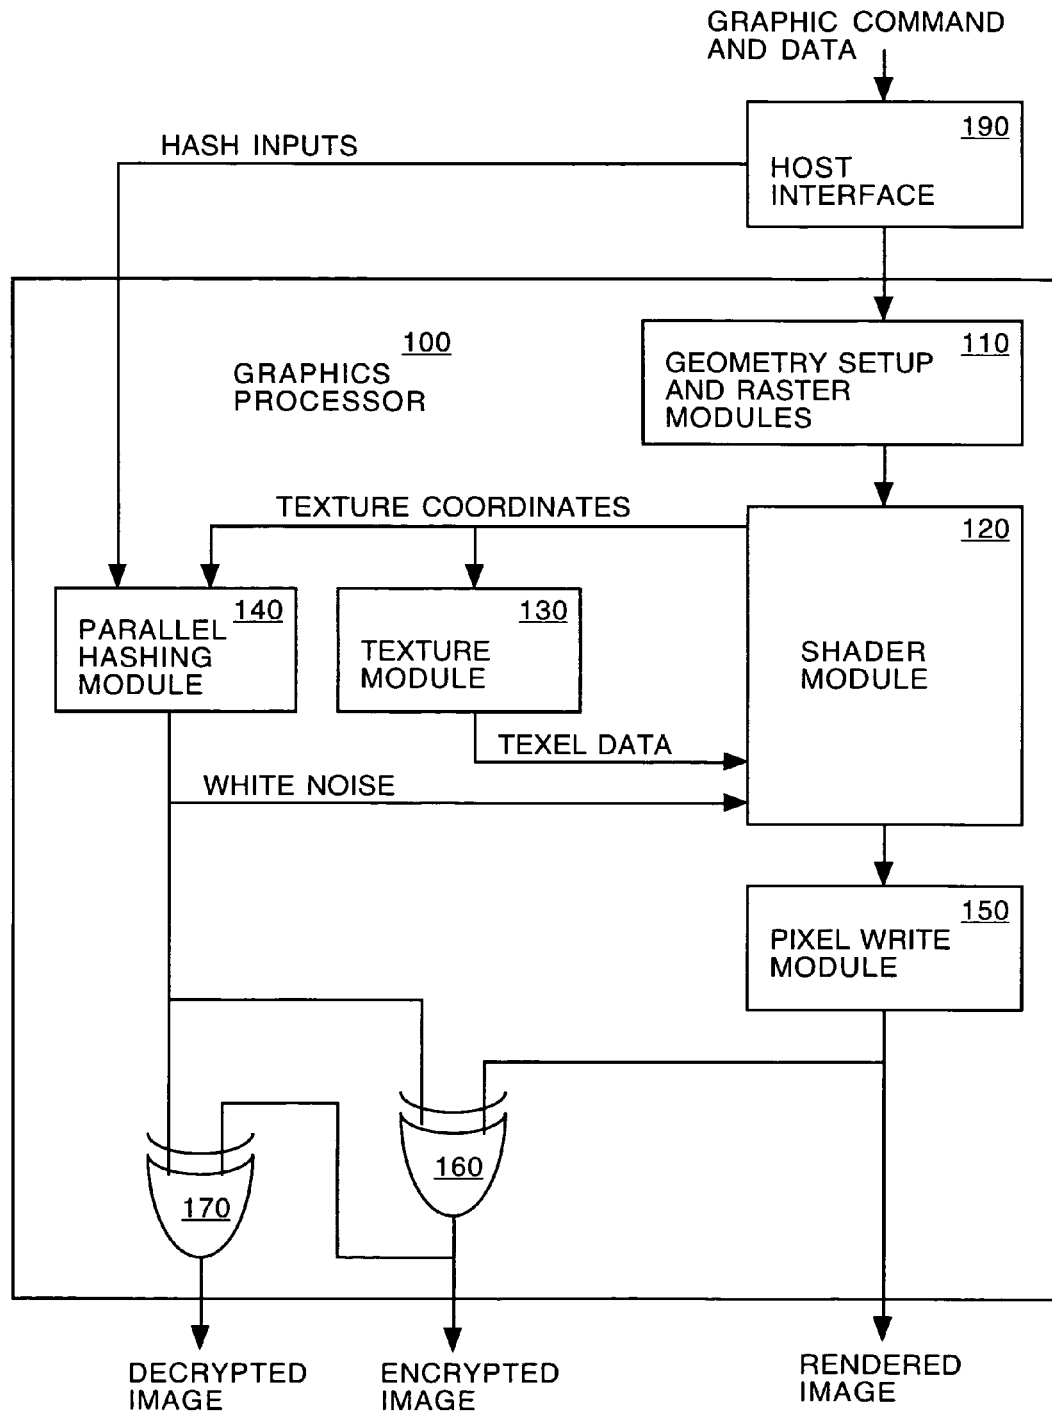 GRAPHIC COMMAND
AND DATA
190
HOST
INTERFACE
HASH INPUTS
100
GRAPHICS
PROCESSOR
110
GEOMETRY SETUP
AND RASTER
MODULES
TEXTURE COORDINATES
120
SHADER
MODULE
140
PARALLEL
HASHING
MODULE
130
TEXTURE
MODULE
TEXEL DATA
WHITE NOISE
150
PIXEL WRITE
MODULE
160
170
DECRYPTED
IMAGE
ENCRYPTED
IMAGE
RENDERED
IMAGE